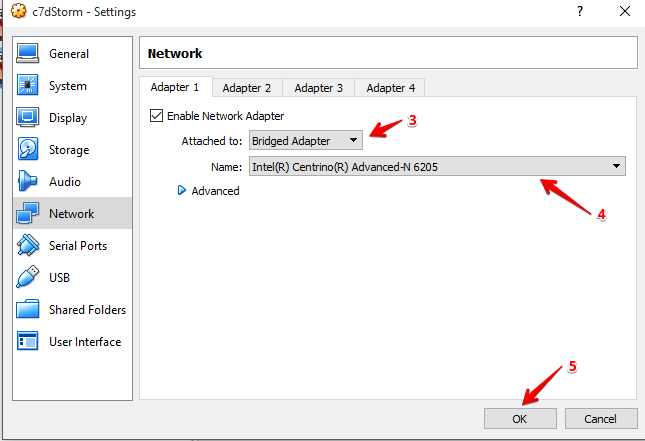 c7dStorm - Settings
?
General
System
Display
Storage
Audio
Network
Serial Ports
USB
Shared Folders
User Interface
Network
Adapter 1
Adapter 2
Adapter 3
Adapter 4
Enable Network Adapter
Attached to: Bridged Adapter
3
Name: Intel(R) Centrino(R) Advanced-N 6205
4
Advanced
5
OK
Cancel